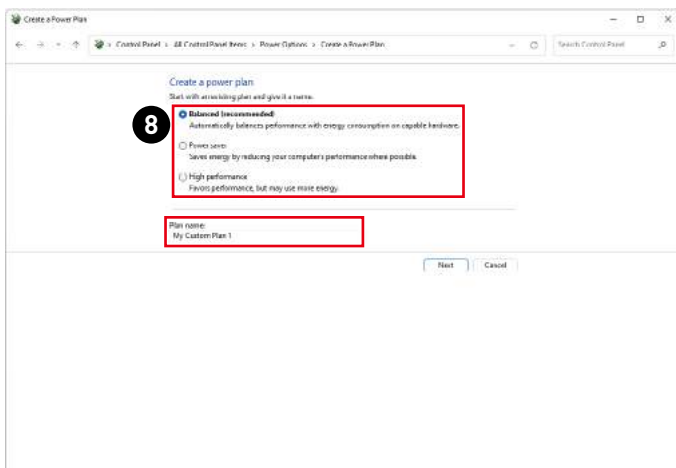 Create a Power Plan
Control Panel > All Control Panel Items > Power Options > Create a Power Plan
Search Control Panel
Create a power plan
Start with an existing plan and give it a name.
8
Balanced (recommended)
Automatically balances performance with energy consumption on capable hardware.
Power saver
Saves energy by reducing your computer's performance where possible.
High performance
Favors performance, but may use more energy.
Plan name:
My Custom Plan 1
Next Cancel